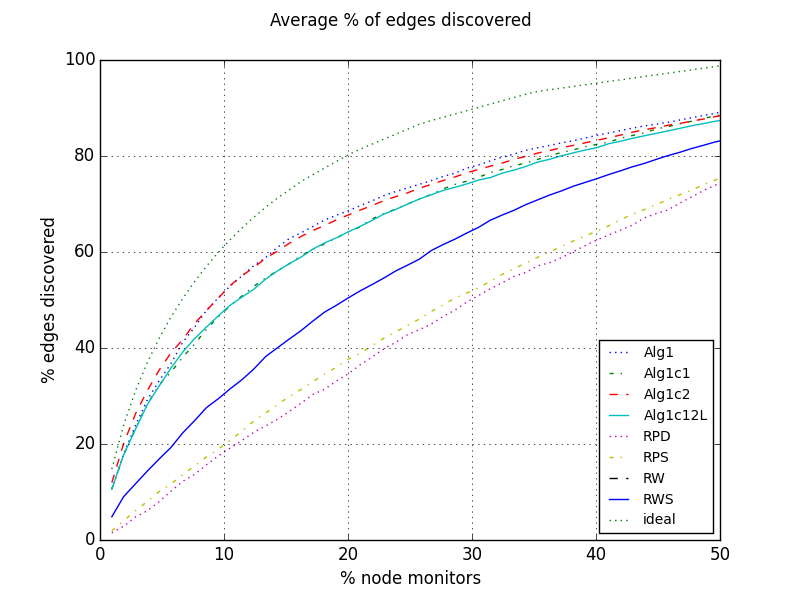 Average % of edges discovered
100
80
60
40
20
0
% edges discovered
Alg1
Alg1c1
Alg1c2
Alg1c12L
RPD
RPS
RW
RWS
ideal
0 10 20 30 40 50
% node monitors